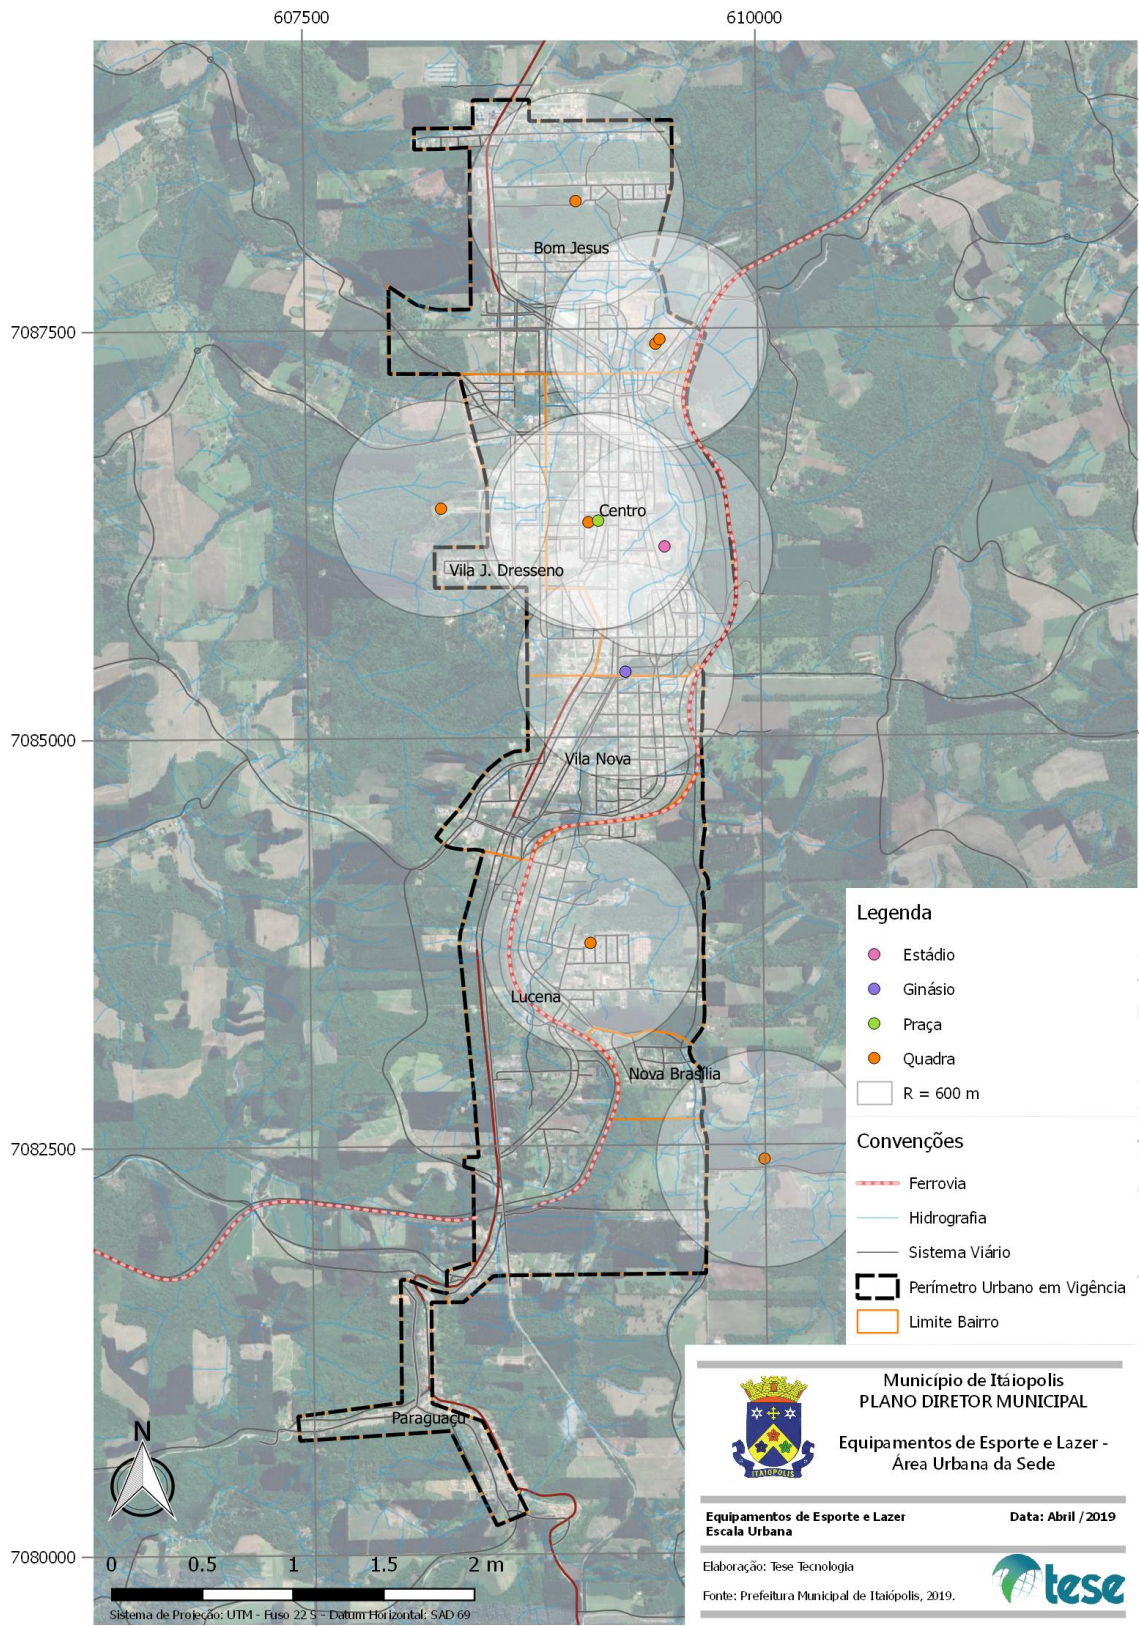 607500 610000
Bom Jesus
7087500
Centro
Vila J. Dresseno
7085000
Vila Nova
Legenda
Estádio
Ginásio
Praça
Quadra
R = 600 m
Lucena
Nova Brasília
Convenções
7082500
Ferrovia
Hidrografia
Sistema Viário
Perímetro Urbano em Vigência
Limite Bairro
Município de Itáiopolis
PLANO DIRETOR MUNICIPAL
Equipamentos de Esporte e Lazer -
Área Urbana da Sede
ITAIÓPOLIS
Paraguaçu
N
Equipamentos de Esporte e Lazer Data: Abril /2019
Escala Urbana
7080000
0 0.5 1 1.5 2 m
Elaboração: Tese Tecnologia
Fonte: Prefeitura Municipal de Itaiópolis, 2019.
tese
Sistema de Projeção: UTM - Fuso 22 S - Datum Horizontal: SAD 69